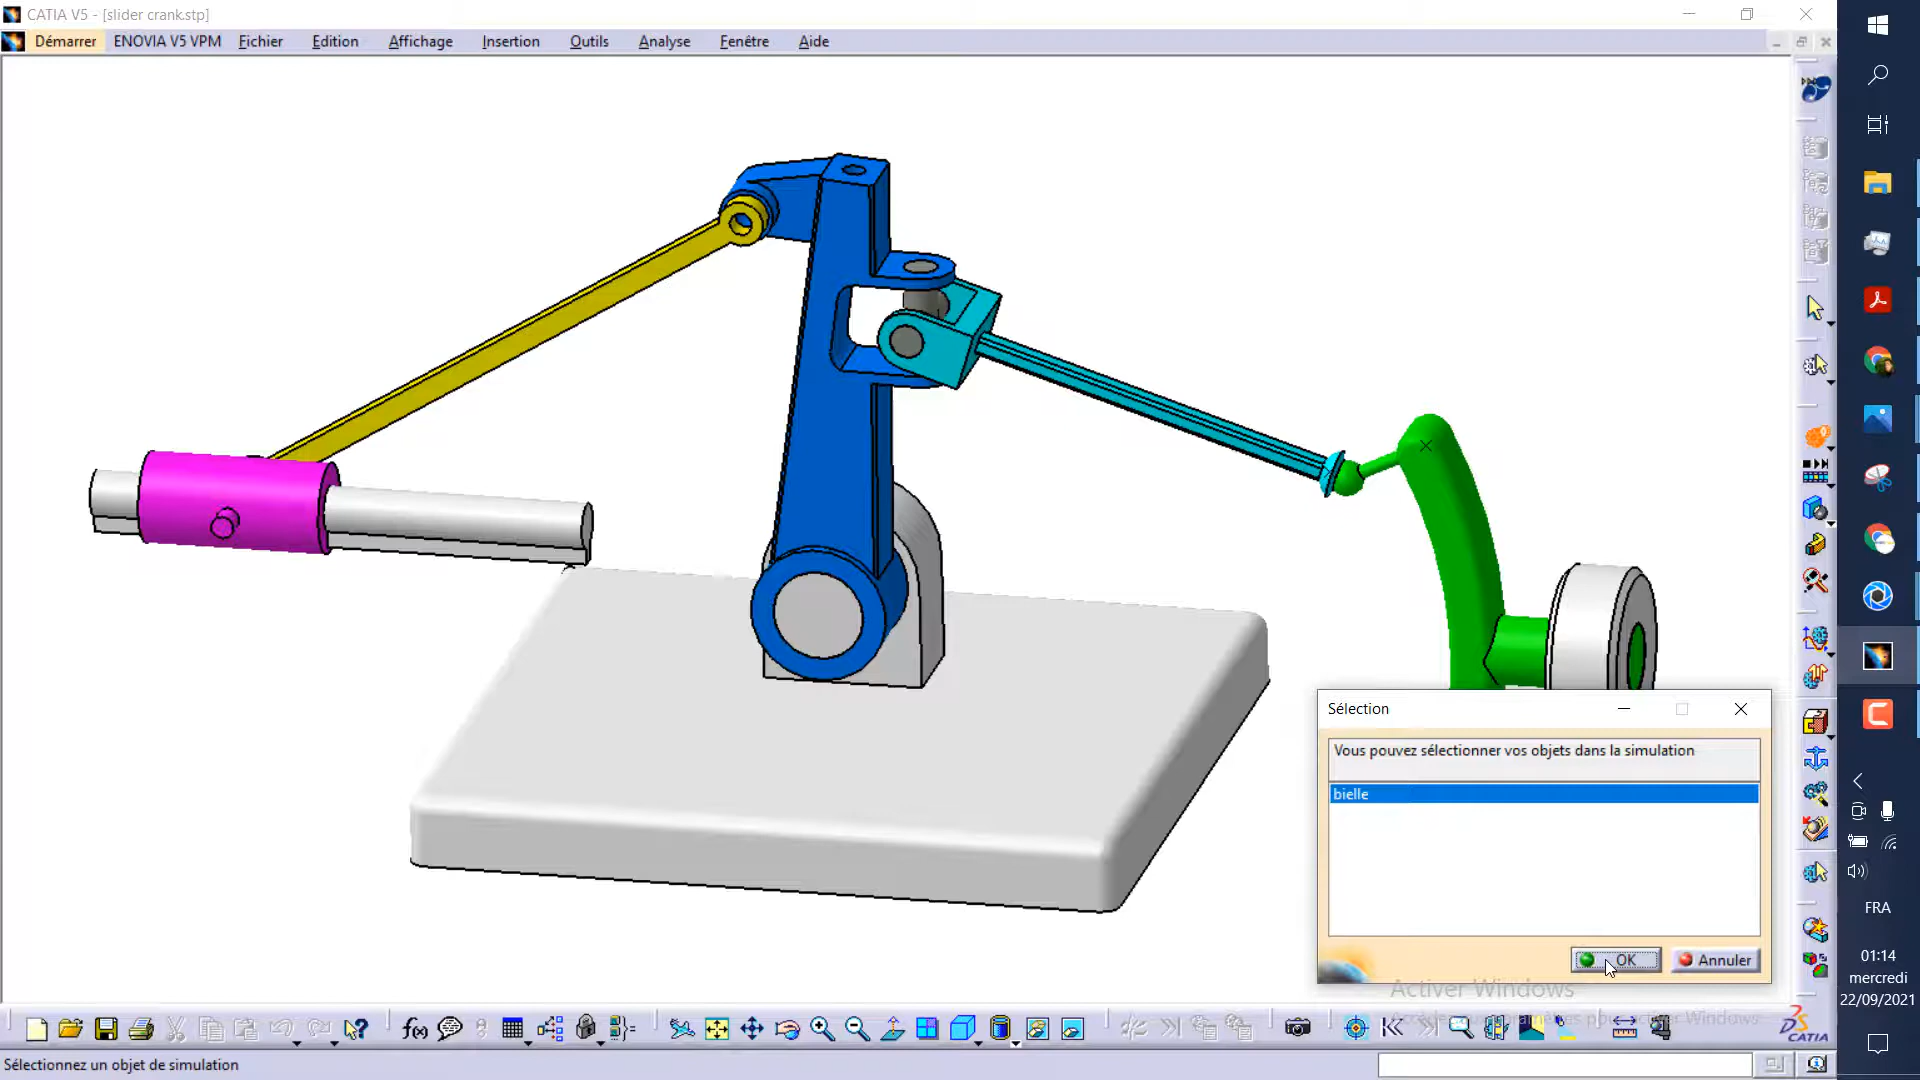 CATIA V5 - [slider crank.stp]
Démarrer ENOVIA V5 VPM Fichier Edition Affichage Insertion Outils Analyse Fenêtre Aide
Sélection
Vous pouvez sélectionner vos objets dans la simulation
bielle
OK Annuler
Activer Windows
FRA
01:14
mercredi
22/09/2021
f(x)
CATIA
Sélectionnez un objet de simulation